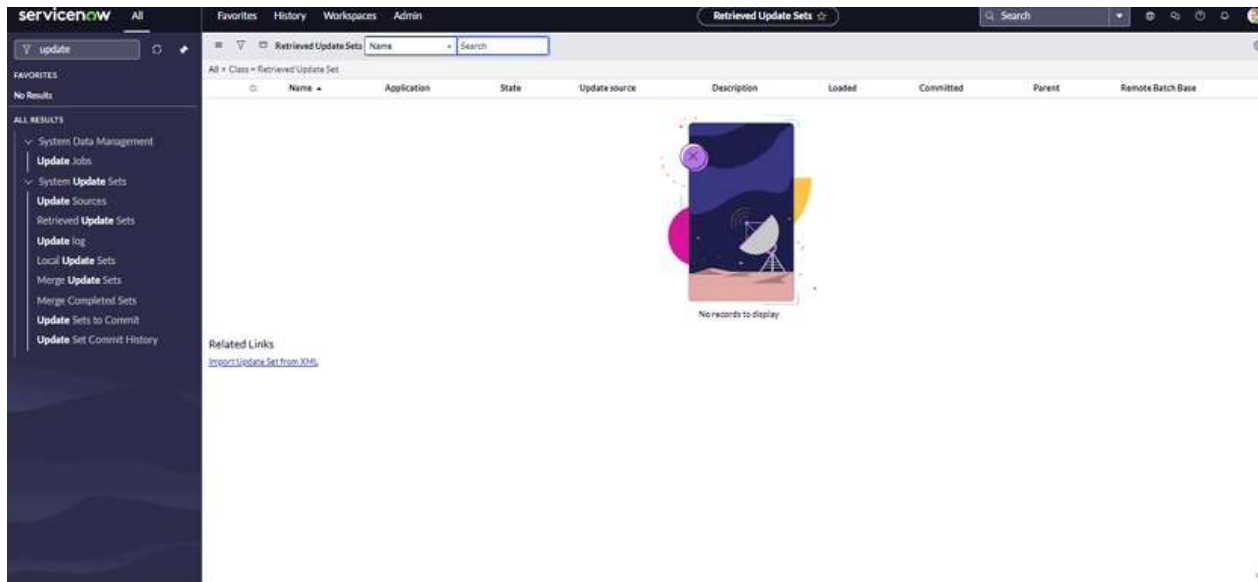 servicenow All Favorites History Workspaces Admin Retrieved Update Sets Search
update
Retrieved Update Sets Name Search
All > Class = Retrieved Update Set
Name Application State Update source Description Loaded Committed Parent Remote Batch Base
FAVORITES
No Results
ALL RESULTS
System Data Management
Update Jobs
System Update Sets
Update Sources
Retrieved Update Sets
Update log
Local Update Sets
Merge Update Sets
Merge Completed Sets
Update Sets to Commit
Update Set Commit History
No records to display
Related Links
Import Update Set from XML